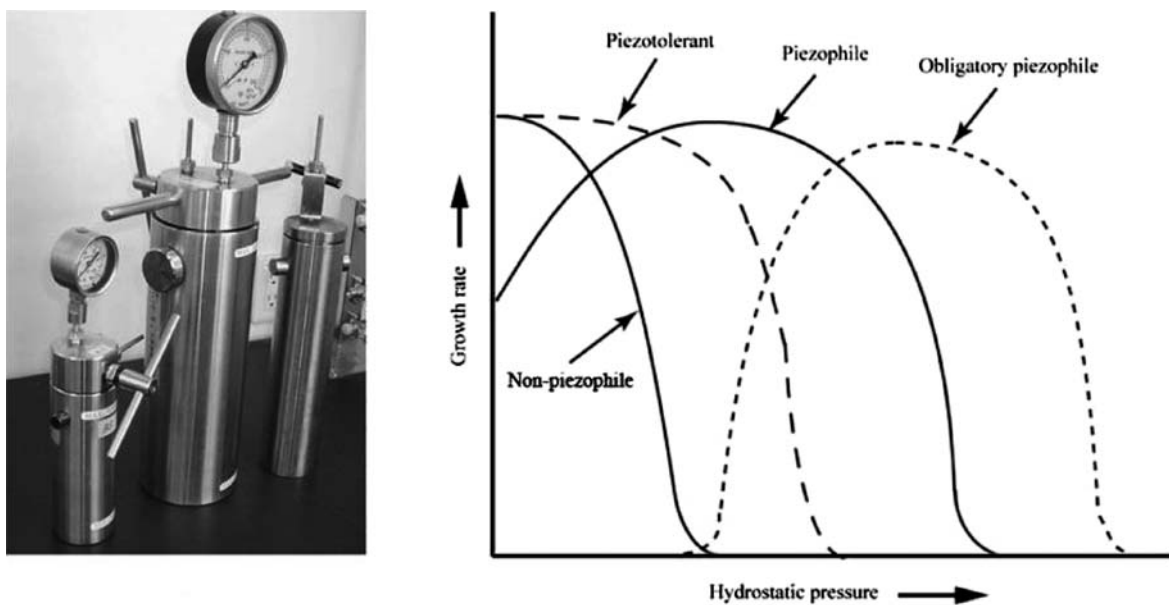 Piezotolerant
Piezophile
Obligatory piezophile
Growth rate
Non-piezophile
Hydrostatic pressure